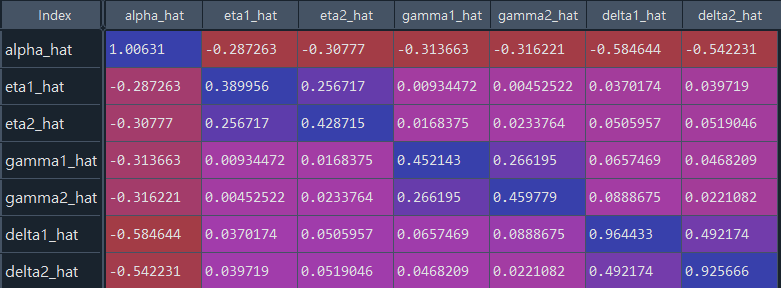 Index alpha_hat eta1_hat eta2_hat gamma1_hat gamma2_hat delta1_hat delta2_hat
alpha_hat 1.00631 -0.287263 -0.30777 -0.313663 -0.316221 -0.584644 -0.542231
eta1_hat -0.287263 0.389956 0.256717 0.00934472 0.00452522 0.0370174 0.039719
eta2_hat -0.30777 0.256717 0.428715 0.0168375 0.0233764 0.0505957 0.0519046
gamma1_hat -0.313663 0.00934472 0.0168375 0.452143 0.266195 0.0657469 0.0468209
gamma2_hat -0.316221 0.00452522 0.0233764 0.266195 0.459779 0.0888675 0.0221082
delta1_hat -0.584644 0.0370174 0.0505957 0.0657469 0.0888675 0.964433 0.492174
delta2_hat -0.542231 0.039719 0.0519046 0.0468209 0.0221082 0.492174 0.925666